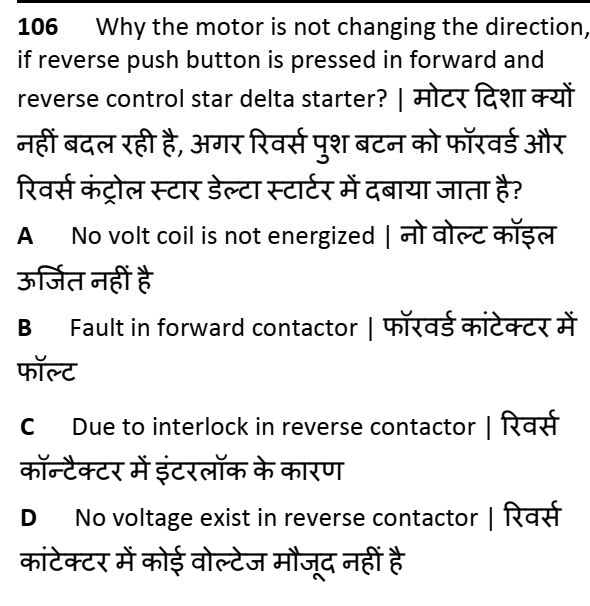 106 Why the motor is not changing the direction,
if reverse push button is pressed in forward and
reverse control star delta starter? | मोटर दिशा क्यों
नहीं बदल रही है, अगर रिवर्स पुश बटन को फॉरवर्ड और
रिवर्स कंट्रोल स्टार डेल्टा स्टार्टर में दबाया जाता है?
A No volt coil is not energized | नो वोल्ट कॉइल
ऊर्जित नहीं है
B Fault in forward contactor | फॉरवर्ड कांटेक्टर में
फॉल्ट
C Due to interlock in reverse contactor | रिवर्स
कॉन्टैक्टर में इंटरलॉक के कारण
D No voltage exist in reverse contactor | रिवर्स
कांटेक्टर में कोई वोल्टेज मौजूद नहीं है